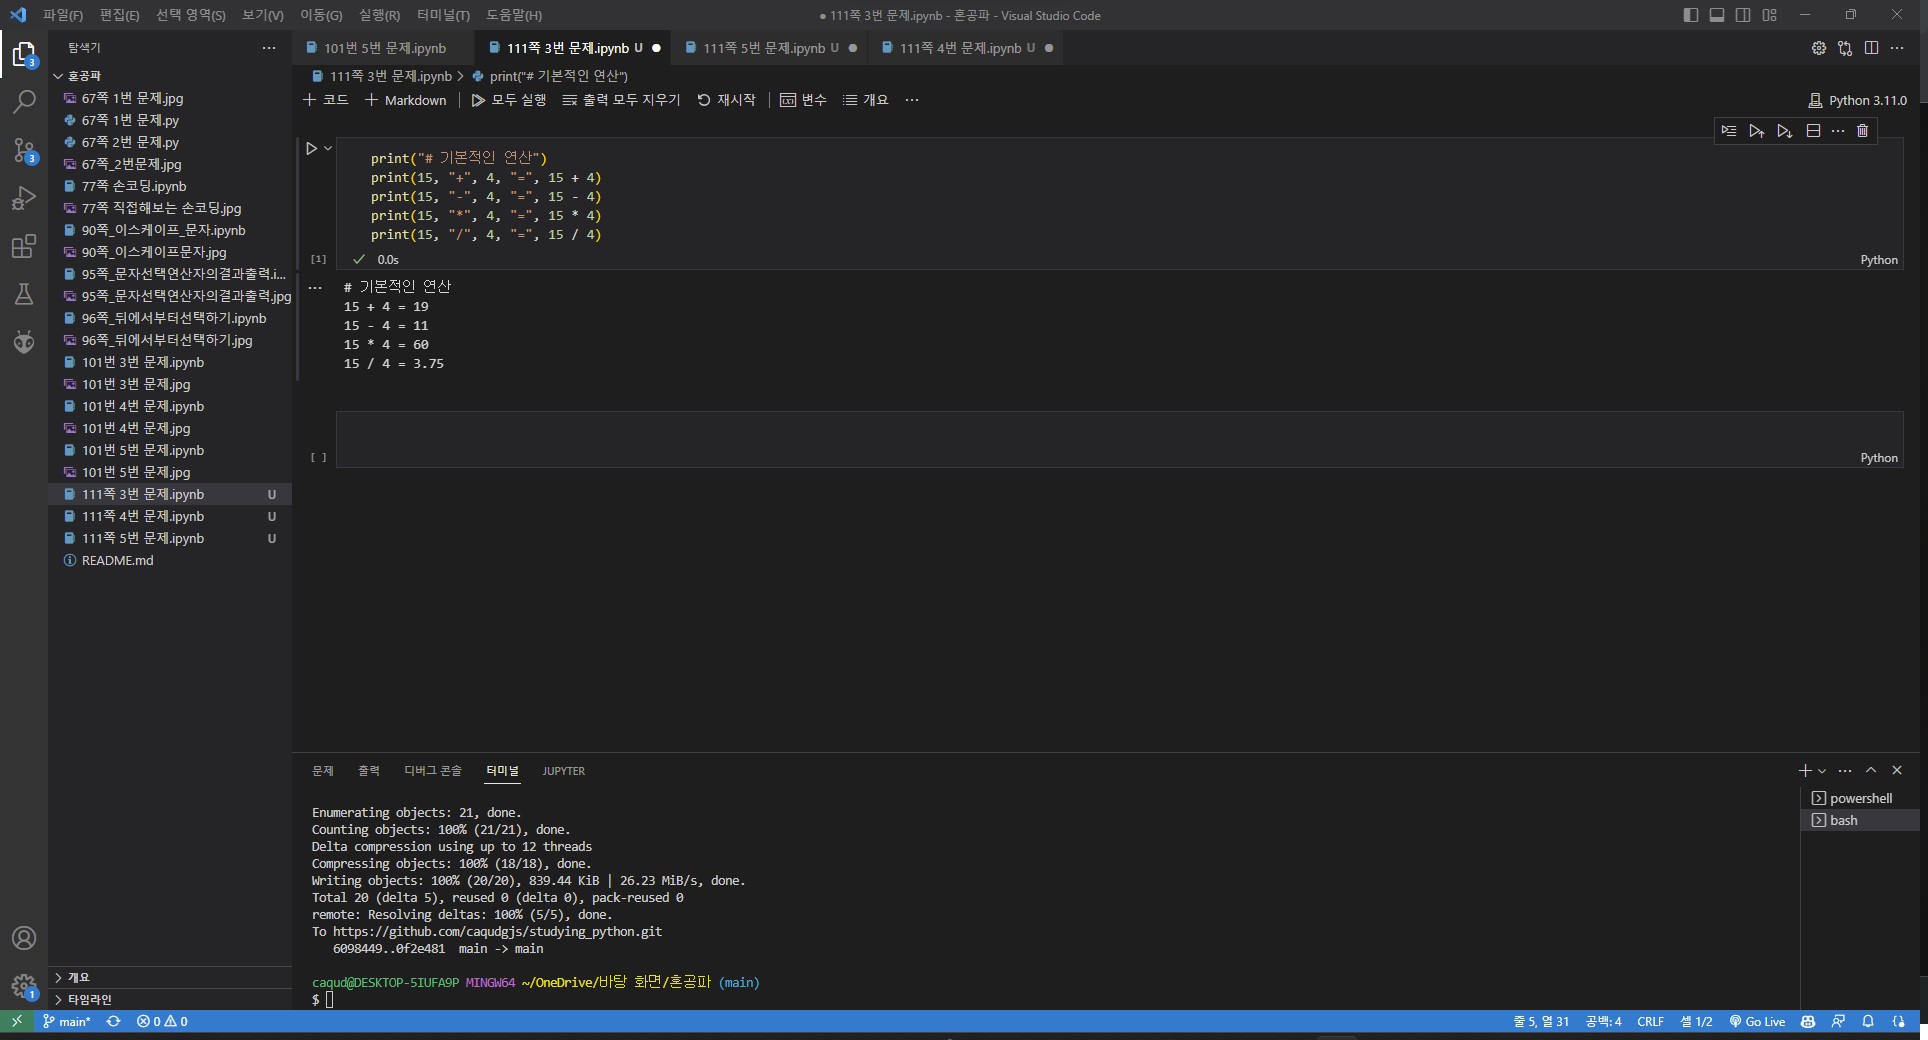 파일(F) 편집(E) 선택 영역(S) 보기(V) 이동(G) 실행(R) 터미널(T) 도움말(H)
● 111쪽 3번 문제.ipynb - 혼공파 - Visual Studio Code
탐색기 ···
혼공파
67쪽 1번 문제.jpg
67쪽 1번 문제.py
67쪽 2번 문제.py
67쪽_2번문제.jpg
77쪽 손코딩.ipynb
77쪽 직접해보는 손코딩.jpg
90쪽_이스케이프_문자.ipynb
90쪽_이스케이프문자.jpg
95쪽_문자선택연산자의결과출력.i...
95쪽_문자선택연산자의결과출력.jpg
96쪽_뒤에서부터선택하기.ipynb
96쪽_뒤에서부터선택하기.jpg
101번 3번 문제.ipynb
101번 3번 문제.jpg
101번 4번 문제.ipynb
101번 4번 문제.jpg
101번 5번 문제.ipynb
101번 5번 문제.jpg
111쪽 3번 문제.ipynb U
111쪽 4번 문제.ipynb U
111쪽 5번 문제.ipynb U
README.md
개요
타임라인
3
3
1
101번 5번 문제.ipynb 111쪽 3번 문제.ipynb U ● 111쪽 5번 문제.ipynb U ● 111쪽 4번 문제.ipynb U ●
111쪽 3번 문제.ipynb > print("# 기본적인 연산")
+ 코드 + Markdown | 모두 실행 출력 모두 지우기 재시작 | 변수 개요 ···
Python 3.11.0
print("# 기본적인 연산")
print(15, "+", 4, "=", 15 + 4)
print(15, "-", 4, "=", 15 - 4)
print(15, "*", 4, "=", 15 * 4)
print(15, "/", 4, "=", 15 / 4)
[1] ✓ 0.0s
Python
# 기본적인 연산
15 + 4 = 19
15 - 4 = 11
15 * 4 = 60
15 / 4 = 3.75
[ ]
Python
문제 출력 디버그 콘솔 터미널 JUPYTER
Enumerating objects: 21, done.
Counting objects: 100% (21/21), done.
Delta compression using up to 12 threads
Compressing objects: 100% (18/18), done.
Writing objects: 100% (20/20), 839.44 KiB | 26.23 MiB/s, done.
Total 20 (delta 5), reused 0 (delta 0), pack-reused 0
remote: Resolving deltas: 100% (5/5), done.
To https://github.com/caqudgjs/studying_python.git
6098449..0f2e481 main -> main
caqud@DESKTOP-5IUFA9P MINGW64 ~/OneDrive/바탕 화면/혼공파 (main)
$
powershell
bash
main* 0 0
줄 5, 열 31 공백: 4 CRLF 셀 1/2 Go Live